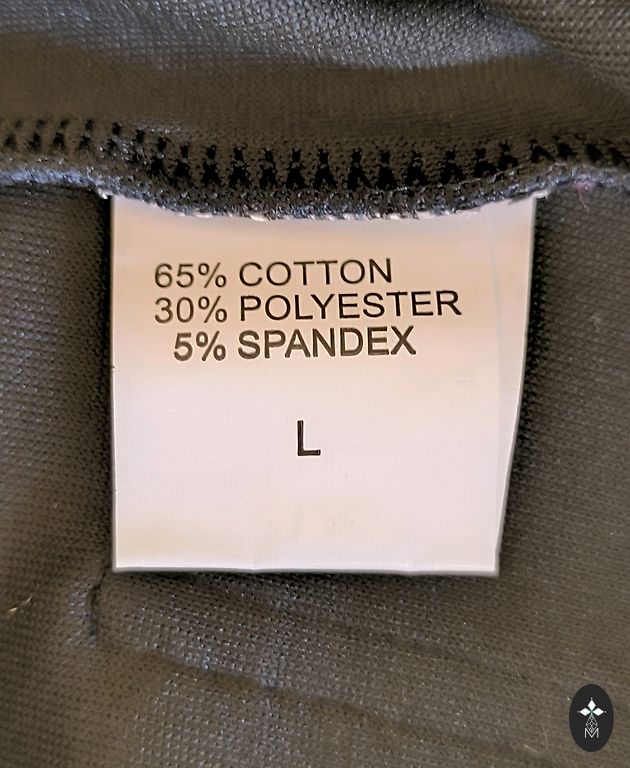 65% COTTON
30% POLYESTER
5% SPANDEX
L
M